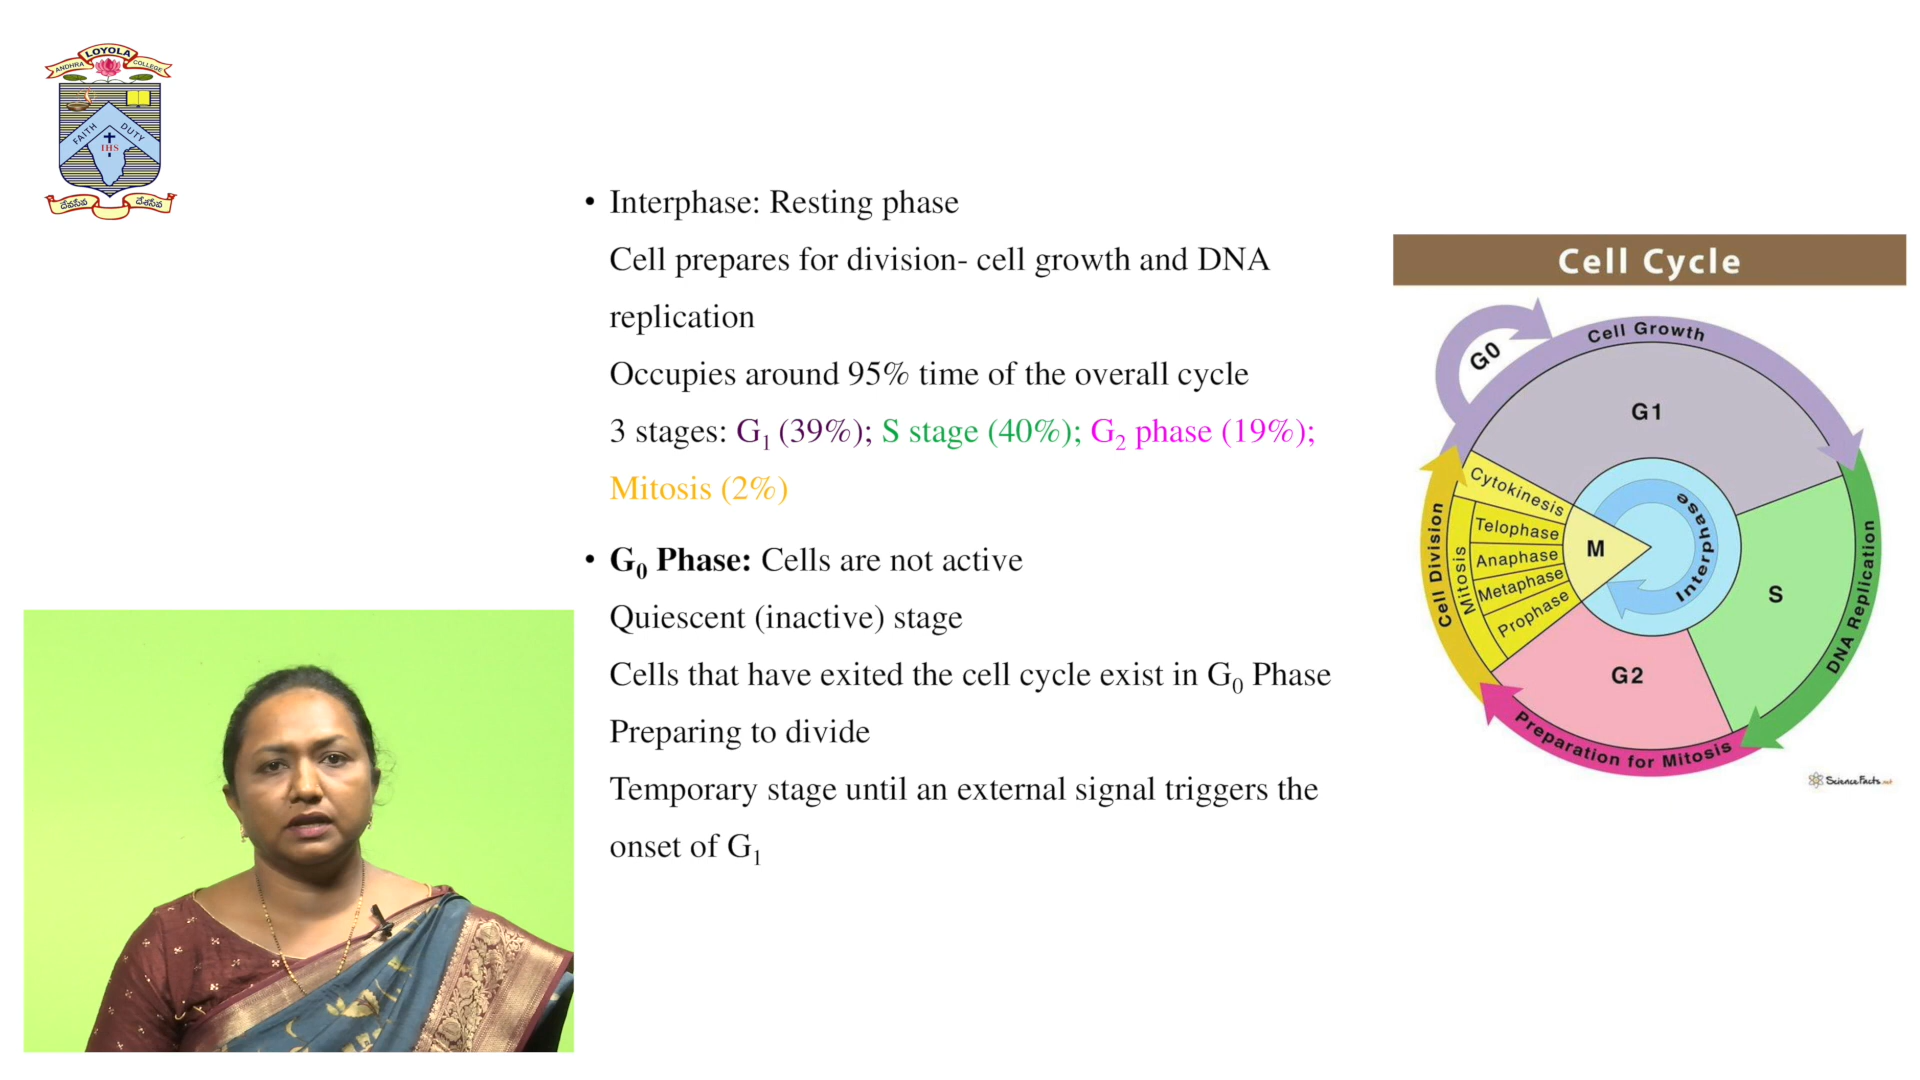 ANDHRA LOYOLA COLLEGE
FAITH DUTY
IHS
దేవసేవ దేశసేవ
• Interphase: Resting phase
Cell prepares for division- cell growth and DNA
replication
Occupies around 95% time of the overall cycle
3 stages: G₁ (39%); S stage (40%); G₂ phase (19%);
Mitosis (2%)
• G₀ Phase: Cells are not active
Quiescent (inactive) stage
Cells that have exited the cell cycle exist in G₀ Phase
Preparing to divide
Temporary stage until an external signal triggers the
onset of G₁
Cell Cycle
G0
Cell Growth
G1
Cytokinesis
Telophase
Anaphase
Metaphase
Prophase
Mitosis
Cell Division
M
Interphase
S
DNA Replication
G2
Preparation for Mitosis
ScienceFacts.net